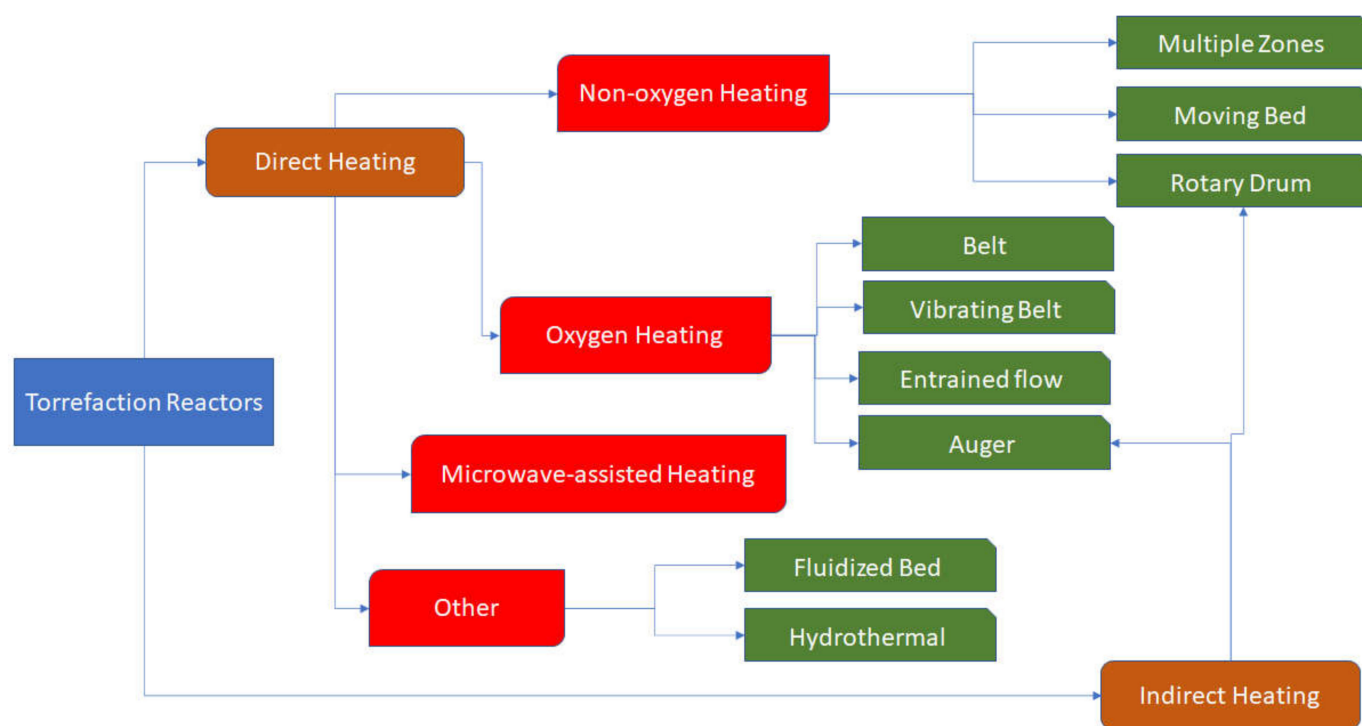 Multiple Zones
Non-oxygen Heating
Moving Bed
Direct Heating
Rotary Drum
Belt
Vibrating Belt
Oxygen Heating
Entrained flow
Torrefaction Reactors
Auger
Microwave-assisted Heating
Fluidized Bed
Other
Hydrothermal
Indirect Heating